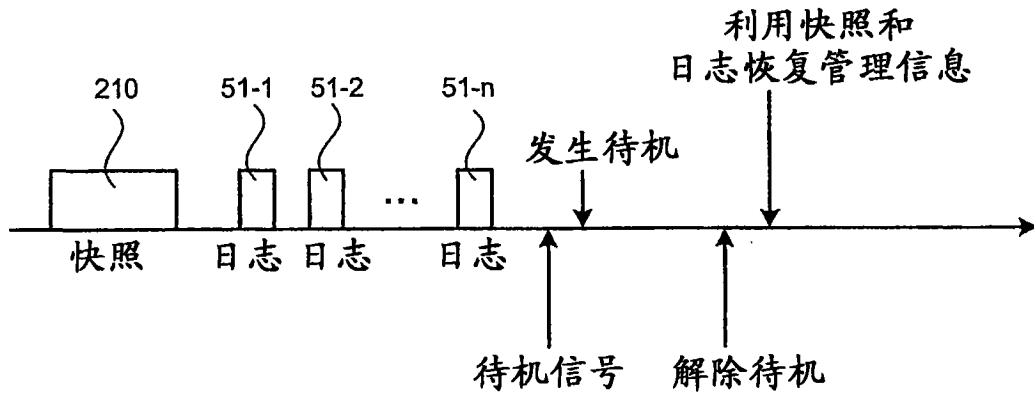 利用快照和
日志恢复管理信息
210
51-1
51-2
51-n
发生待机
...
快照
日志
日志
日志
待机信号
解除待机